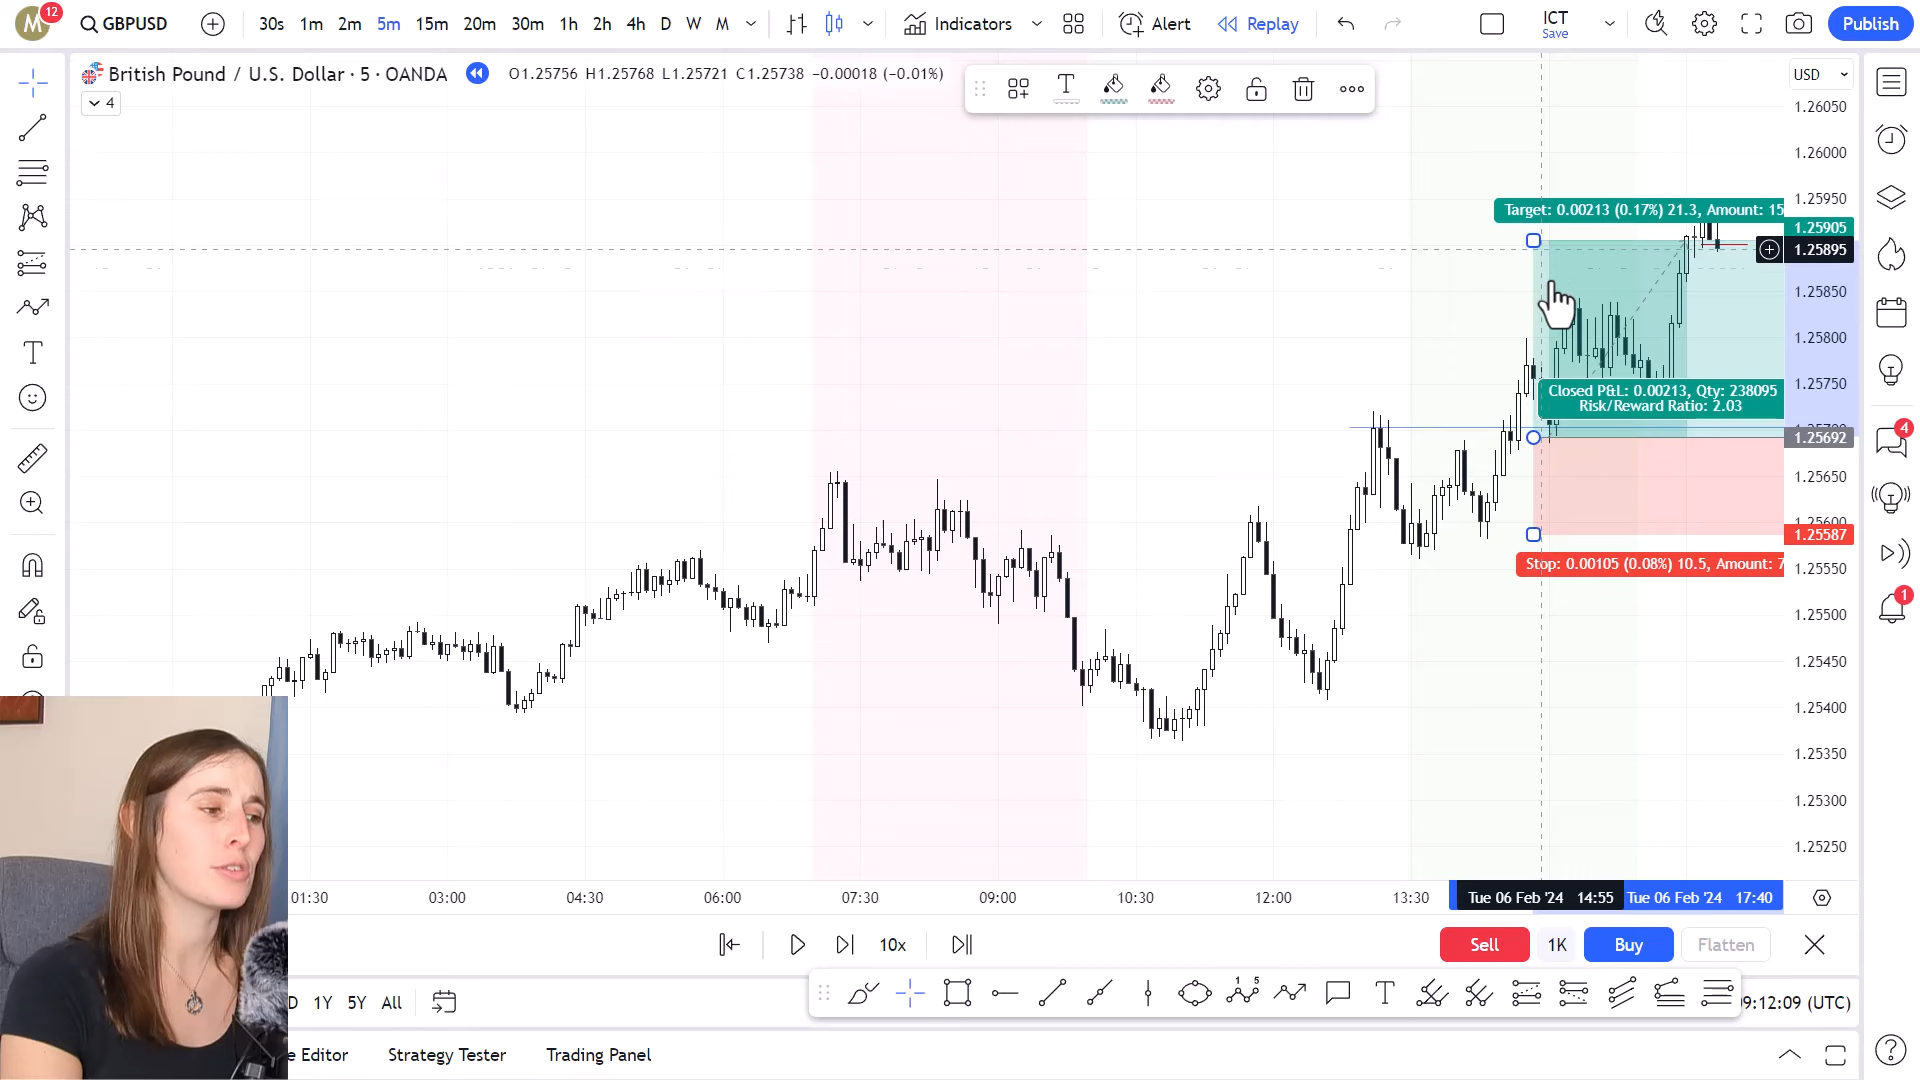 M 12 GBPUSD 30s 1m 2m 5m 15m 20m 30m 1h 2h 4h D W M Indicators Alert Replay ICT Save Publish
British Pound / U.S. Dollar · 5 · OANDA O1.25756 H1.25768 L1.25721 C1.25738 −0.00018 (−0.01%) USD
4
1.26050
1.26000
1.25950
Target: 0.00213 (0.17%) 21.3, Amount: 15
1.25905
1.25895
1.25850
1.25800
1.25750
Closed P&L: 0.00213, Qty: 238095
Risk/Reward Ratio: 2.03
1.25692
1.25650
1.25600
1.25587
Stop: 0.00105 (0.08%) 10.5, Amount: 7
1.25550
1.25500
1.25450
1.25400
1.25350
1.25300
1.25250
4
1
01:30 03:00 04:30 06:00 07:30 09:00 10:30 12:00 13:30 Tue 06 Feb '24 14:55 Tue 06 Feb '24 17:40
10x Sell 1K Buy Flatten
D 1Y 5Y All 1 5 T 9:12:09 (UTC)
e Editor Strategy Tester Trading Panel